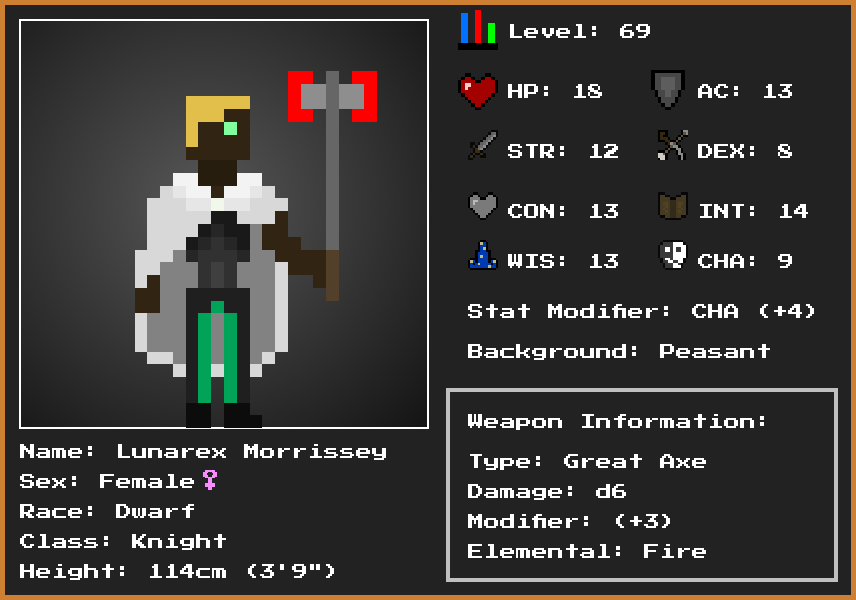 Level: 69
HP: 18 AC: 13
STR: 12 DEX: 8
CON: 13 INT: 14
WIS: 13 CHA: 9
Stat Modifier: CHA (+4)
Background: Peasant
Weapon Information:
Type: Great Axe
Damage: d6
Modifier: (+3)
Elemental: Fire
Name: Lunarex Morrissey
Sex: Female♀
Race: Dwarf
Class: Knight
Height: 114cm (3'9")